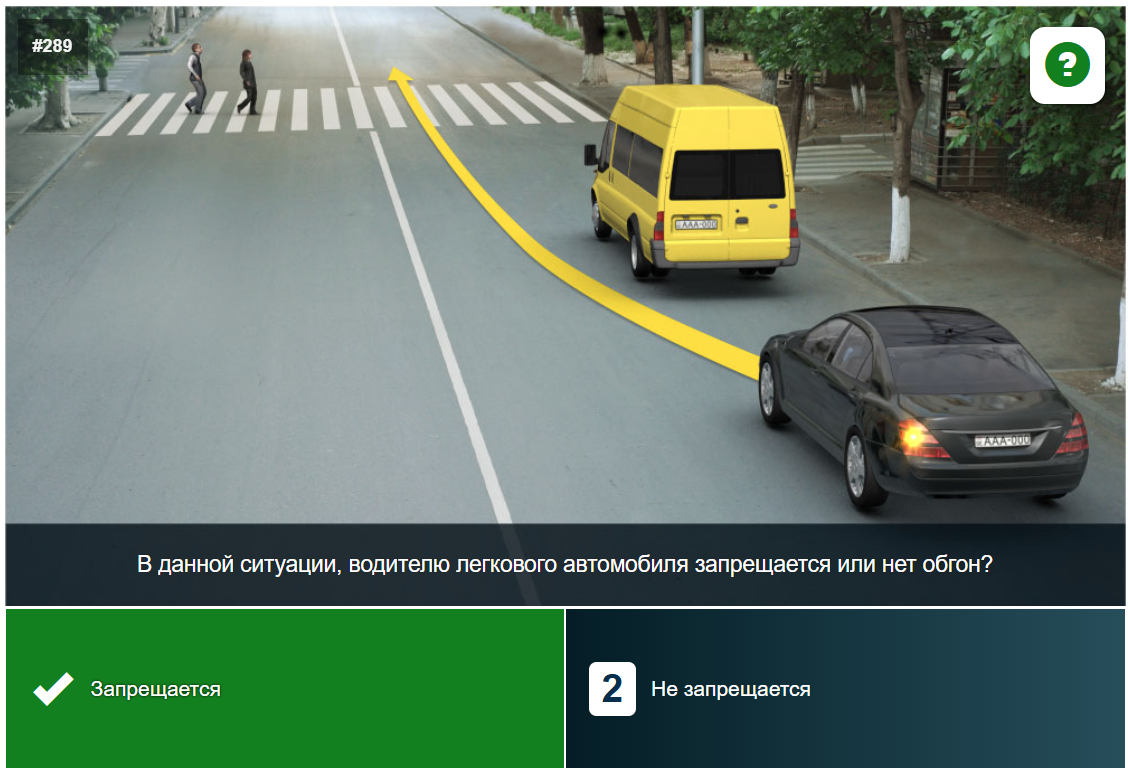 #289
?
AAA-000
AAA-000
В данной ситуации, водителю легкового автомобиля запрещается или нет обгон?
Запрещается
2 Не запрещается